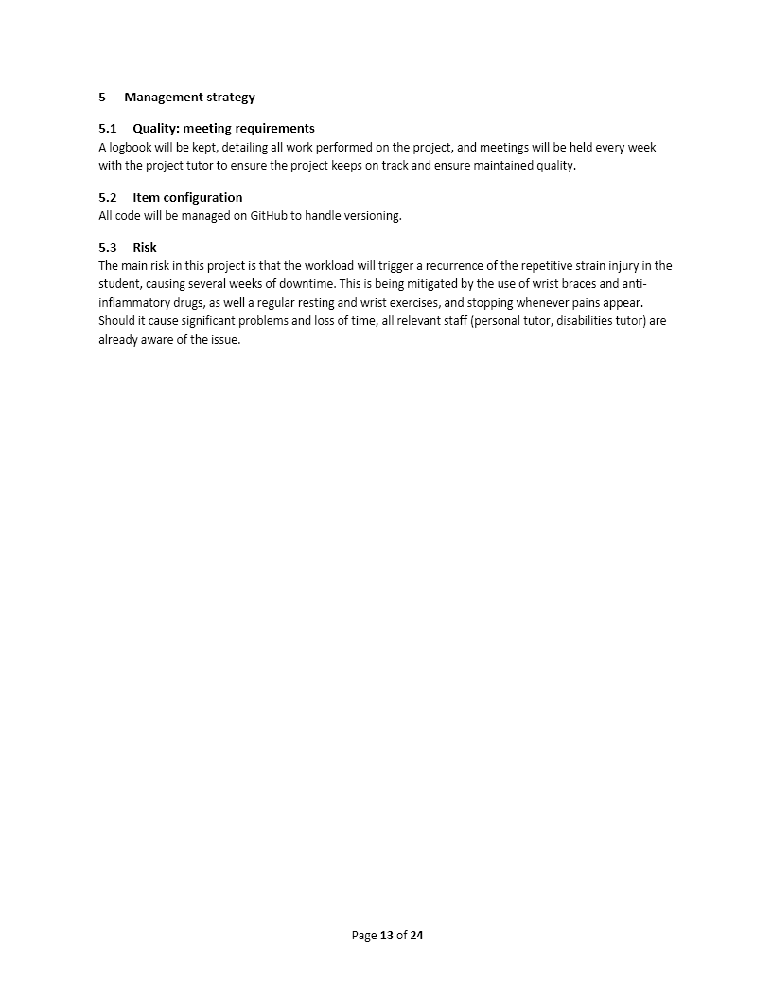 5 Management strategy
5.1 Quality: meeting requirements
A logbook will be kept, detailing all work performed on the project, and meetings will be held every week
with the project tutor to ensure the project keeps on track and ensure maintained quality.
5.2 Item configuration
All code will be managed on GitHub to handle versioning.
5.3 Risk
The main risk in this project is that the workload will trigger a recurrence of the repetitive strain injury in the
student, causing several weeks of downtime. This is being mitigated by the use of wrist braces and anti-
inflammatory drugs, as well a regular resting and wrist exercises, and stopping whenever pains appear.
Should it cause significant problems and loss of time, all relevant staff (personal tutor, disabilities tutor) are
already aware of the issue.
Page 13 of 24